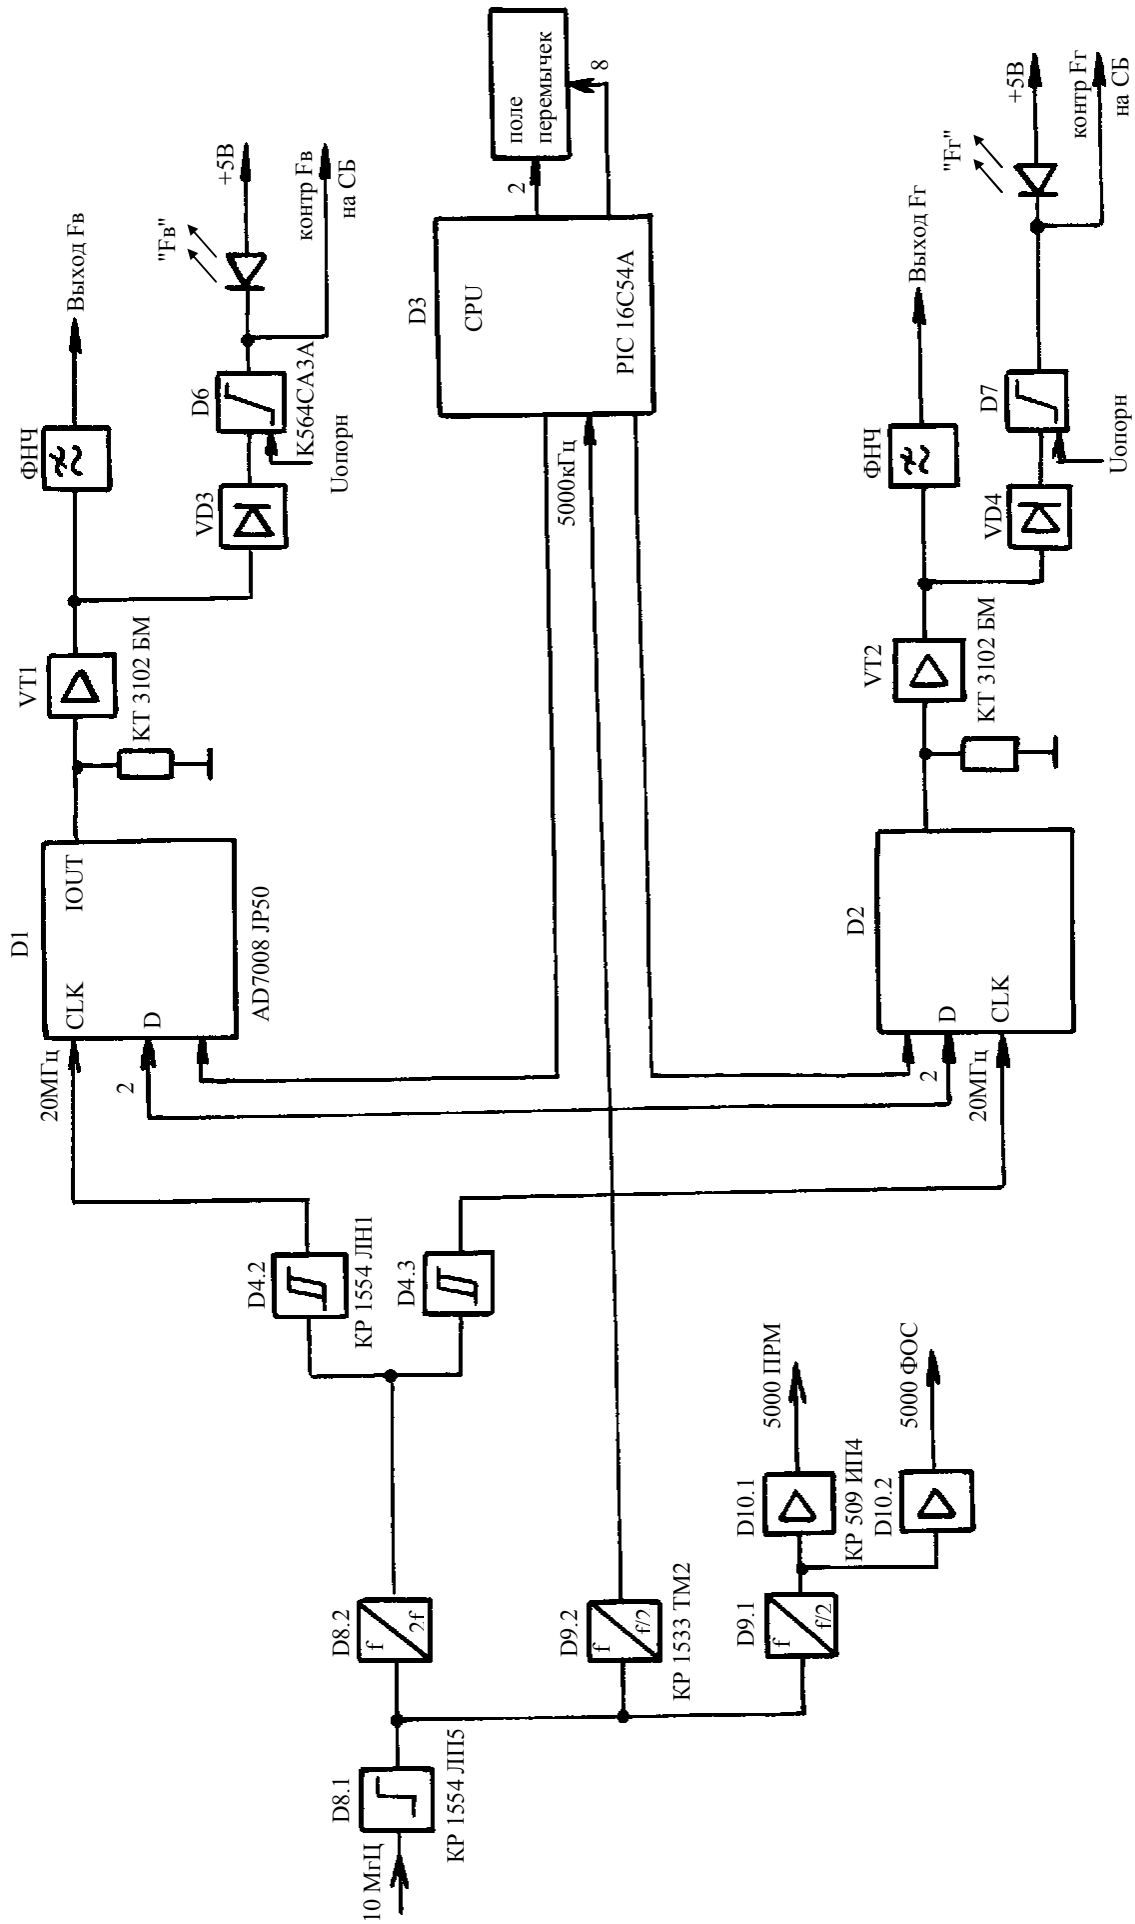 10 МгЦ
D8.1
КР 1554 ЛП5
D8.2
f
2f
D9.2
f
f/2
КР 1533 ТМ2
D9.1
f
f/2
D10.1
КР 509 ИП4
D10.2
5000 ПРМ
5000 ФОС
D4.2
КР 1554 ЛН1
D4.3
20МГц
2
2
20МГц
D1
CLK
IOUT
D
AD7008 JP50
D2
D
CLK
VT1
КТ 3102 БМ
ФНЧ
Выход Fв
VD3
D6
К564СА3А
Uопорн
"Fв"
+5В
контр Fв
на СБ
5000кГц
D3
CPU
PIC 16C54A
2
8
поле
перемычек
VT2
КТ 3102 БМ
ФНЧ
Выход Fг
VD4
D7
Uопорн
"Fг"
+5В
контр Fг
на СБ